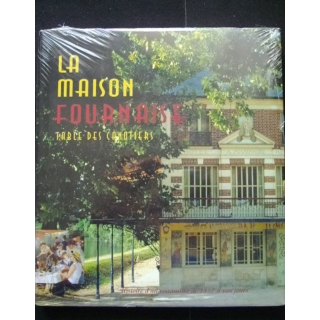 LA
MAISON
FOURNAISE
TABLE DES CANOTIERS